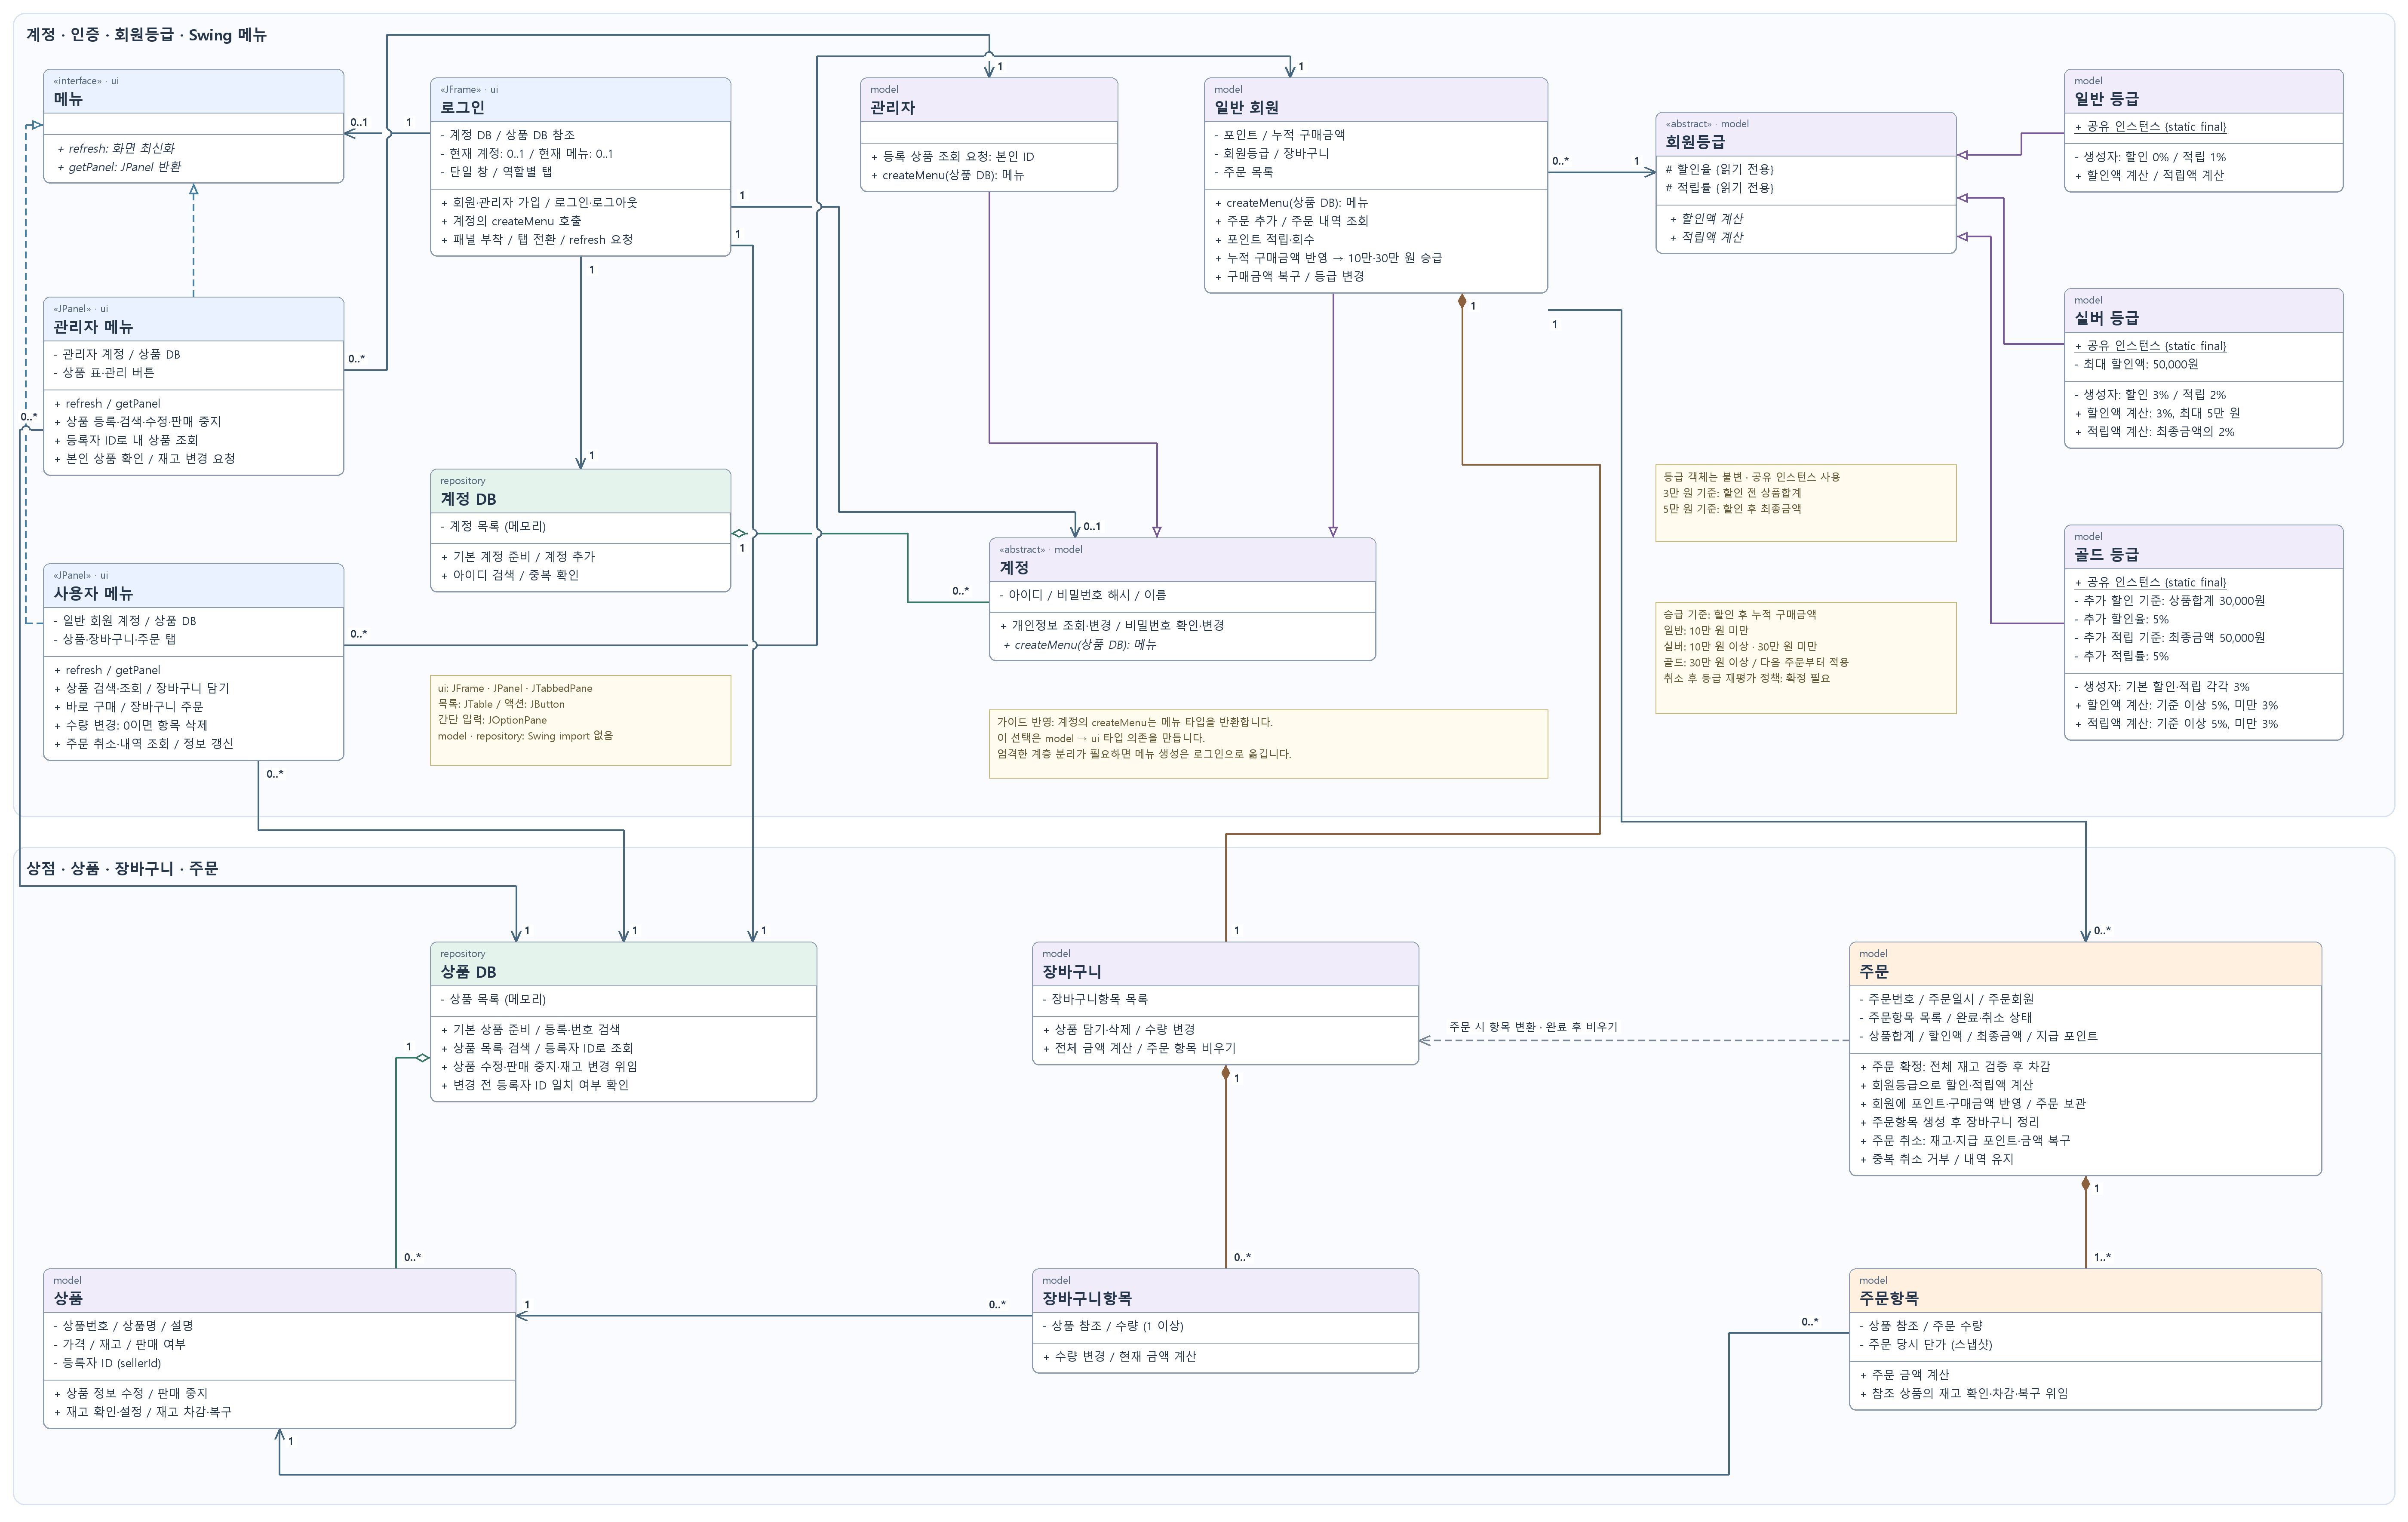 계정 · 인증 · 회원등급 · Swing 메뉴
«interface» · ui
메뉴
+ refresh: 화면 최신화
+ getPanel: JPanel 반환
0..1
1
«JFrame» · ui
로그인
- 계정 DB / 상품 DB 참조
- 현재 계정: 0..1 / 현재 메뉴: 0..1
- 단일 창 / 역할별 탭
+ 회원·관리자 가입 / 로그인·로그아웃
+ 계정의 createMenu 호출
+ 패널 부착 / 탭 전환 / refresh 요청
1
1
1
1
model
관리자
+ 등록 상품 조회 요청: 본인 ID
+ createMenu(상품 DB): 메뉴
1
model
일반 회원
- 포인트 / 누적 구매금액
- 회원등급 / 장바구니
- 주문 목록
+ createMenu(상품 DB): 메뉴
+ 주문 추가 / 주문 내역 조회
+ 포인트 적립·회수
+ 누적 구매금액 반영 → 10만·30만 원 승급
+ 구매금액 복구 / 등급 변경
0..*
1
1
1
«abstract» · model
회원등급
# 할인율 {읽기 전용}
# 적립률 {읽기 전용}
+ 할인액 계산
+ 적립액 계산
model
일반 등급
+ 공유 인스턴스 {static final}
- 생성자: 할인 0% / 적립 1%
+ 할인액 계산 / 적립액 계산
«JPanel» · ui
관리자 메뉴
- 관리자 계정 / 상품 DB
- 상품 표·관리 버튼
+ refresh / getPanel
+ 상품 등록·검색·수정·판매 중지
+ 등록자 ID로 내 상품 조회
+ 본인 상품 확인 / 재고 변경 요청
0..*
0..*
model
실버 등급
+ 공유 인스턴스 {static final}
- 최대 할인액: 50,000원
- 생성자: 할인 3% / 적립 2%
+ 할인액 계산: 3%, 최대 5만 원
+ 적립액 계산: 최종금액의 2%
1
repository
계정 DB
- 계정 목록 (메모리)
+ 기본 계정 준비 / 계정 추가
+ 아이디 검색 / 중복 확인
1
0..*
0..1
«abstract» · model
계정
- 아이디 / 비밀번호 해시 / 이름
+ 개인정보 조회·변경 / 비밀번호 확인·변경
+ createMenu(상품 DB): 메뉴
등급 객체는 불변 · 공유 인스턴스 사용
3만 원 기준: 할인 전 상품합계
5만 원 기준: 할인 후 최종금액
승급 기준: 할인 후 누적 구매금액
일반: 10만 원 미만
실버: 10만 원 이상 · 30만 원 미만
골드: 30만 원 이상 / 다음 주문부터 적용
취소 후 등급 재평가 정책: 확정 필요
model
골드 등급
+ 공유 인스턴스 {static final}
- 추가 할인 기준: 상품합계 30,000원
- 추가 할인율: 5%
- 추가 적립 기준: 최종금액 50,000원
- 추가 적립률: 5%
- 생성자: 기본 할인·적립 각각 3%
+ 할인액 계산: 기준 이상 5%, 미만 3%
+ 적립액 계산: 기준 이상 5%, 미만 3%
«JPanel» · ui
사용자 메뉴
- 일반 회원 계정 / 상품 DB
- 상품·장바구니·주문 탭
+ refresh / getPanel
+ 상품 검색·조회 / 장바구니 담기
+ 바로 구매 / 장바구니 주문
+ 수량 변경: 0이면 항목 삭제
+ 주문 취소·내역 조회 / 정보 갱신
0..*
0..*
ui: JFrame · JPanel · JTabbedPane
목록: JTable / 액션: JButton
간단 입력: JOptionPane
model · repository: Swing import 없음
가이드 반영: 계정의 createMenu는 메뉴 타입을 반환합니다.
이 선택은 model → ui 타입 의존을 만듭니다.
엄격한 계층 분리가 필요하면 메뉴 생성은 로그인으로 옮깁니다.
상점 · 상품 · 장바구니 · 주문
1
1
1
repository
상품 DB
- 상품 목록 (메모리)
+ 기본 상품 준비 / 등록·번호 검색
+ 상품 목록 검색 / 등록자 ID로 조회
+ 상품 수정·판매 중지·재고 변경 위임
+ 변경 전 등록자 ID 일치 여부 확인
1
0..*
1
model
장바구니
- 장바구니항목 목록
+ 상품 담기·삭제 / 수량 변경
+ 전체 금액 계산 / 주문 항목 비우기
1
0..*
주문 시 항목 변환 · 완료 후 비우기
0..*
model
주문
- 주문번호 / 주문일시 / 주문회원
- 주문항목 목록 / 완료·취소 상태
- 상품합계 / 할인액 / 최종금액 / 지급 포인트
+ 주문 확정: 전체 재고 검증 후 차감
+ 회원등급으로 할인·적립액 계산
+ 회원에 포인트·구매금액 반영 / 주문 보관
+ 주문항목 생성 후 장바구니 정리
+ 주문 취소: 재고·지급 포인트·금액 복구
+ 중복 취소 거부 / 내역 유지
1
1..*
model
상품
- 상품번호 / 상품명 / 설명
- 가격 / 재고 / 판매 여부
- 등록자 ID (sellerId)
+ 상품 정보 수정 / 판매 중지
+ 재고 확인·설정 / 재고 차감·복구
1
0..*
1
model
장바구니항목
- 상품 참조 / 수량 (1 이상)
+ 수량 변경 / 현재 금액 계산
0..*
model
주문항목
- 상품 참조 / 주문 수량
- 주문 당시 단가 (스냅샷)
+ 주문 금액 계산
+ 참조 상품의 재고 확인·차감·복구 위임